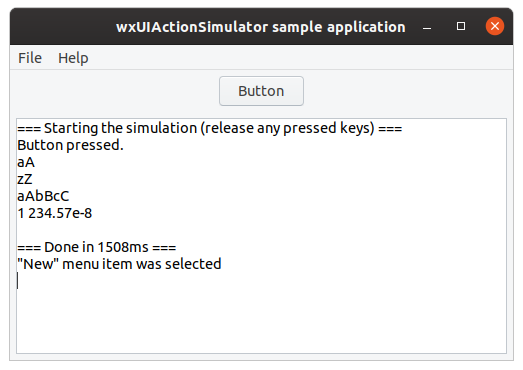 wxUIActionSimulator sample application
File Help
Button
=== Starting the simulation (release any pressed keys) ===
Button pressed.
aA
zZ
aAbBcC
1 234.57e-8
=== Done in 1508ms ===
"New" menu item was selected